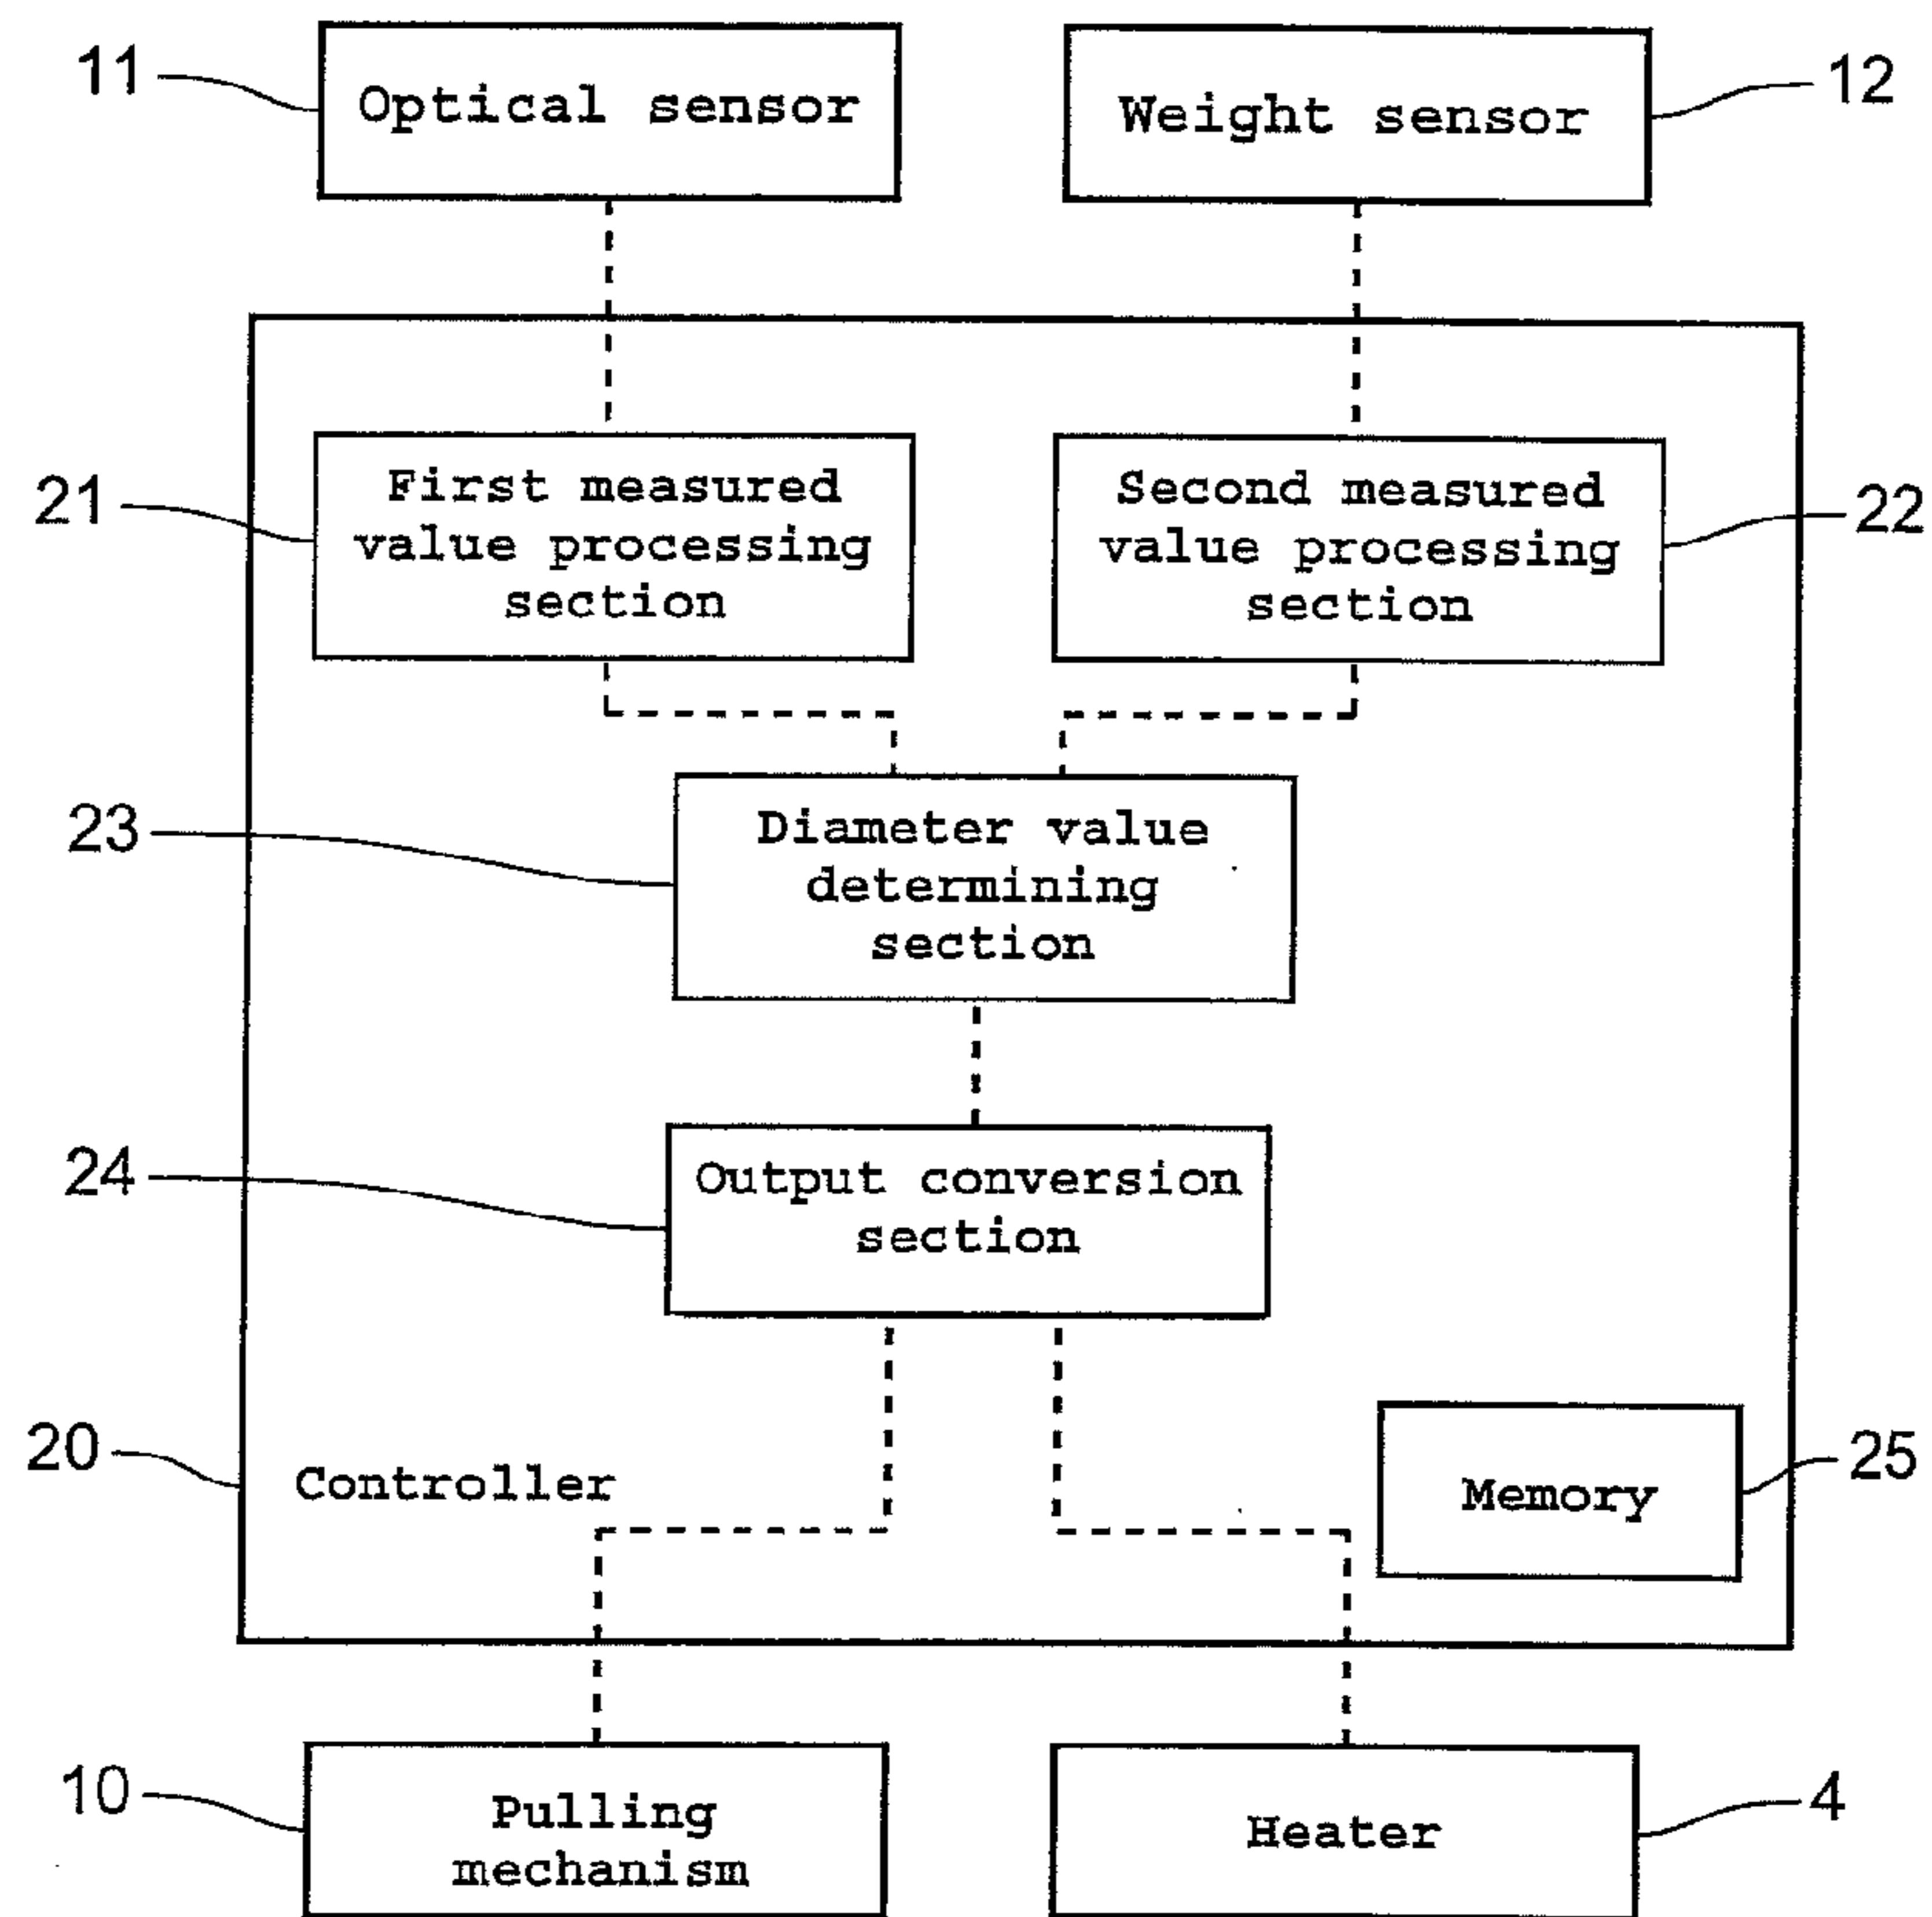 11
Optical sensor
Weight sensor
12
21
First measured
value processing
section
Second measured
value processing
section
22
23
Diameter value
determining
section
24
Output conversion
section
20
Controller
Memory
25
10
Pulling
mechanism
Heater
4